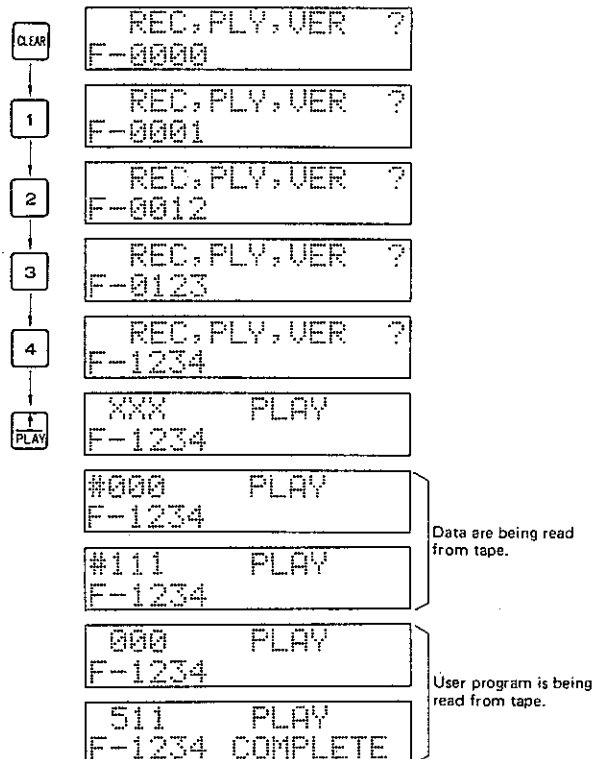 CLEAR
REC,PLY,VER ?
F-0000
1
REC,PLY,VER ?
F-0001
2
REC,PLY,VER ?
F-0012
3
REC,PLY,VER ?
F-0123
4
REC,PLY,VER ?
F-1234
↑
PLAY
XXX PLAY
F-1234
#000 PLAY
F-1234
Data are being read
from tape.
#111 PLAY
F-1234
000 PLAY
F-1234
User program is being
read from tape.
511 PLAY
F-1234 COMPLETE